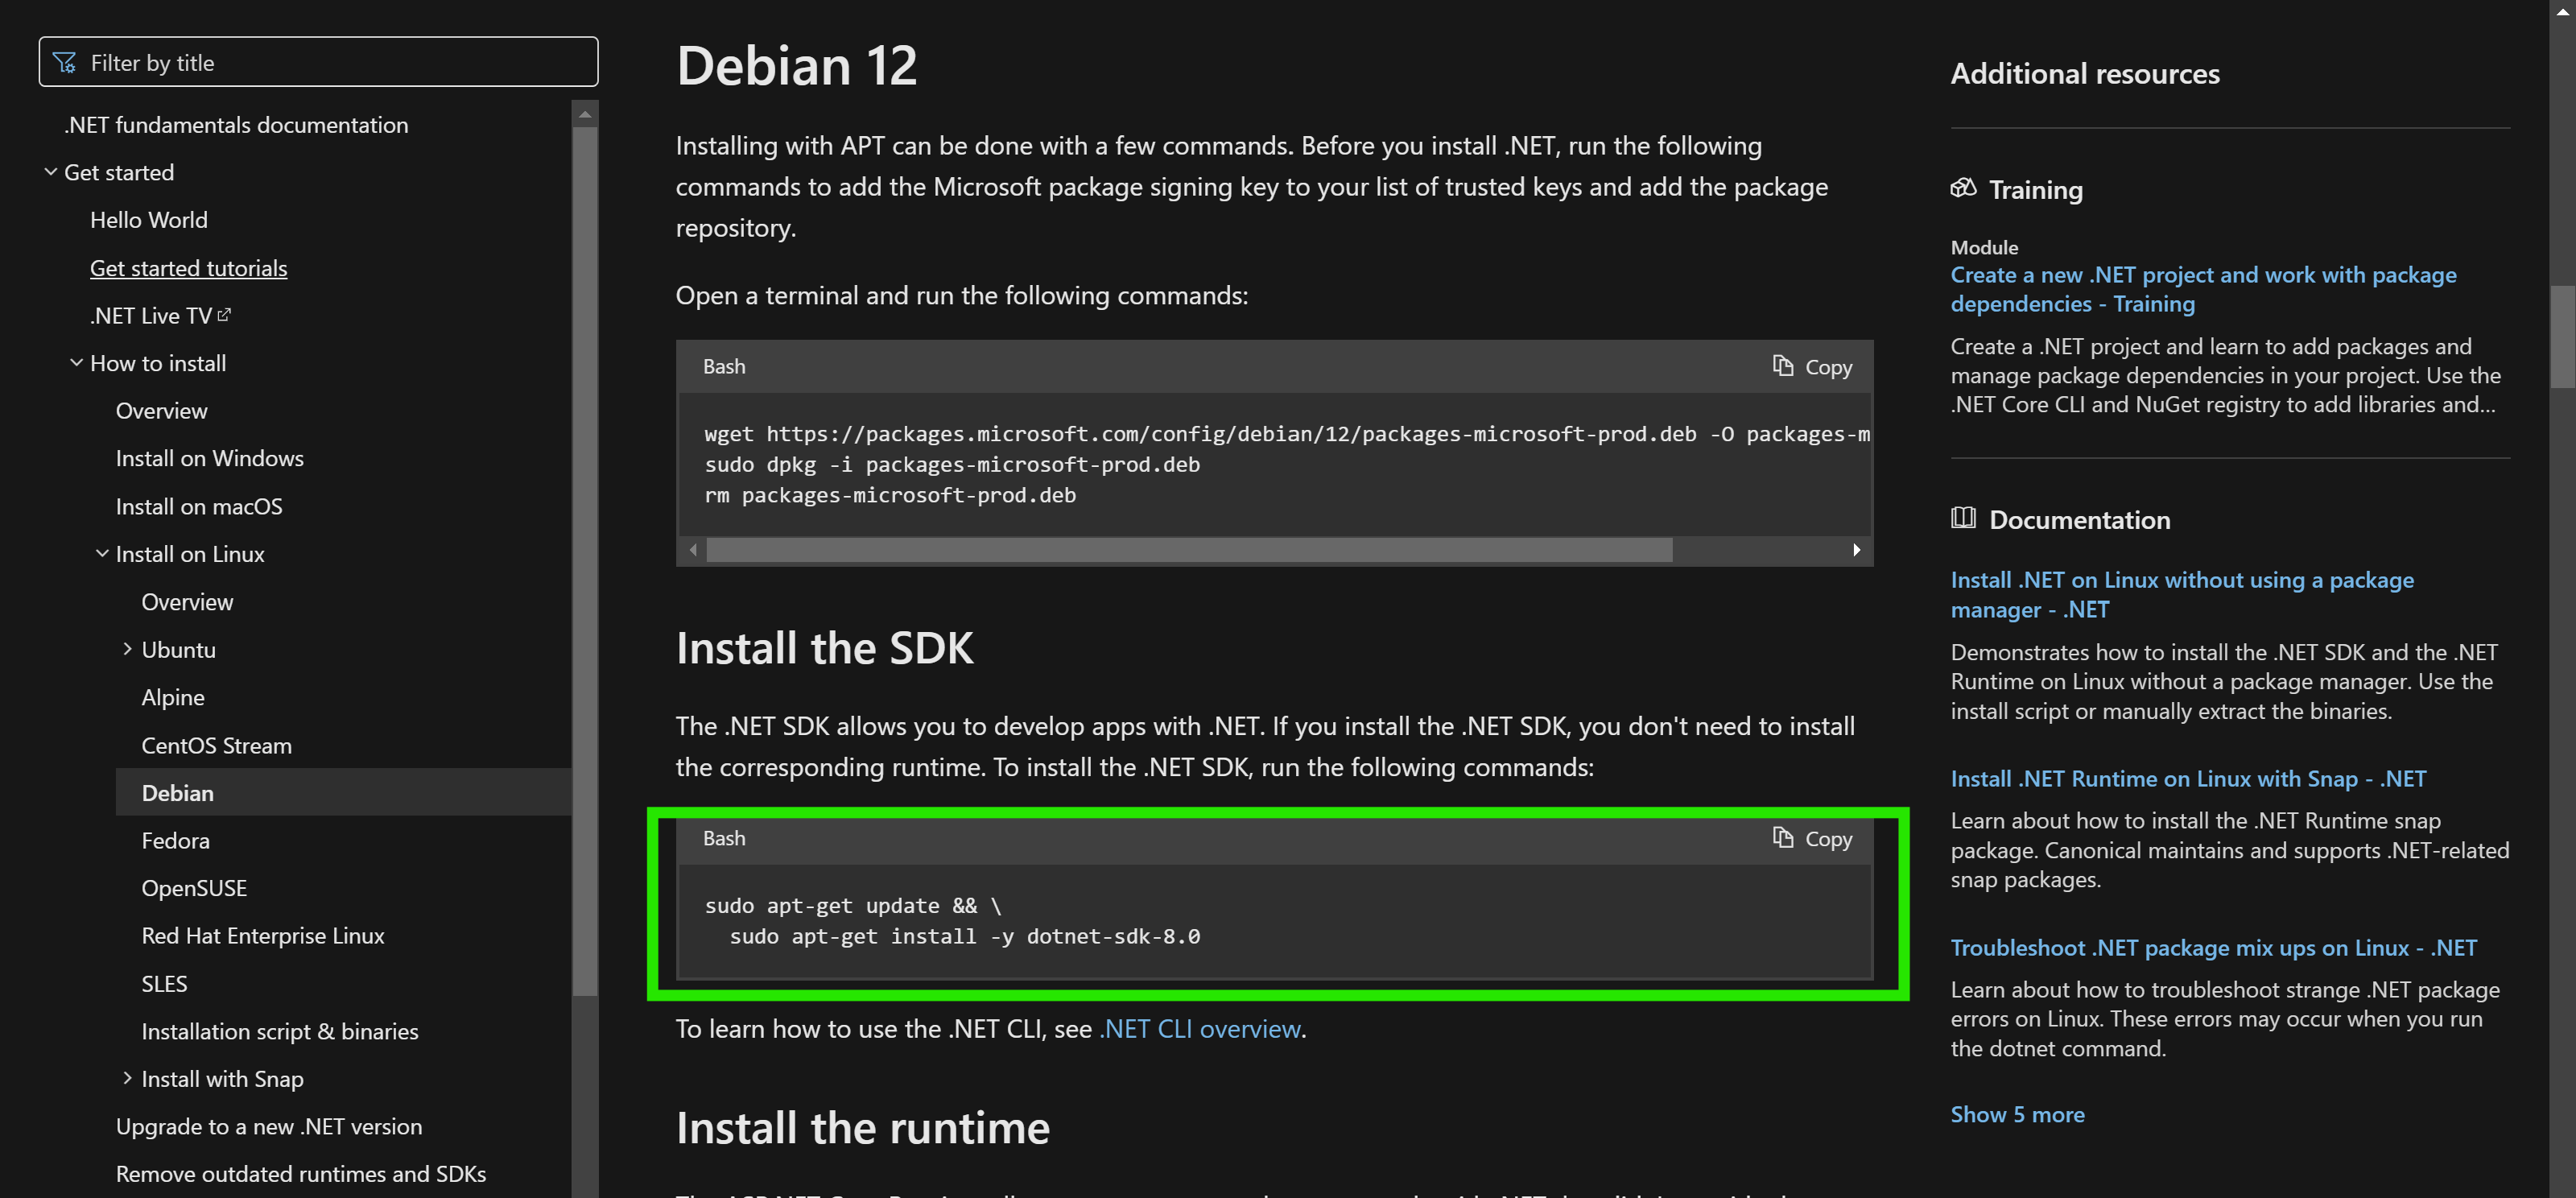 Filter by title
.NET fundamentals documentation
Get started
Hello World
Get started tutorials
.NET Live TV
How to install
Overview
Install on Windows
Install on macOS
Install on Linux
Overview
Ubuntu
Alpine
CentOS Stream
Debian
Fedora
OpenSUSE
Red Hat Enterprise Linux
SLES
Installation script & binaries
Install with Snap
Upgrade to a new .NET version
Remove outdated runtimes and SDKs
Debian 12
Installing with APT can be done with a few commands. Before you install .NET, run the following
commands to add the Microsoft package signing key to your list of trusted keys and add the package
repository.
Open a terminal and run the following commands:
Bash
Copy
wget https://packages.microsoft.com/config/debian/12/packages-microsoft-prod.deb -O packages-m
sudo dpkg -i packages-microsoft-prod.deb
rm packages-microsoft-prod.deb
Install the SDK
The .NET SDK allows you to develop apps with .NET. If you install the .NET SDK, you don't need to install
the corresponding runtime. To install the .NET SDK, run the following commands:
Bash
Copy
sudo apt-get update && \
  sudo apt-get install -y dotnet-sdk-8.0
To learn how to use the .NET CLI, see .NET CLI overview.
Install the runtime
Additional resources
Training
Module
Create a new .NET project and work with package
dependencies - Training
Create a .NET project and learn to add packages and
manage package dependencies in your project. Use the
.NET Core CLI and NuGet registry to add libraries and...
Documentation
Install .NET on Linux without using a package
manager - .NET
Demonstrates how to install the .NET SDK and the .NET
Runtime on Linux without a package manager. Use the
install script or manually extract the binaries.
Install .NET Runtime on Linux with Snap - .NET
Learn about how to install the .NET Runtime snap
package. Canonical maintains and supports .NET-related
snap packages.
Troubleshoot .NET package mix ups on Linux - .NET
Learn about how to troubleshoot strange .NET package
errors on Linux. These errors may occur when you run
the dotnet command.
Show 5 more